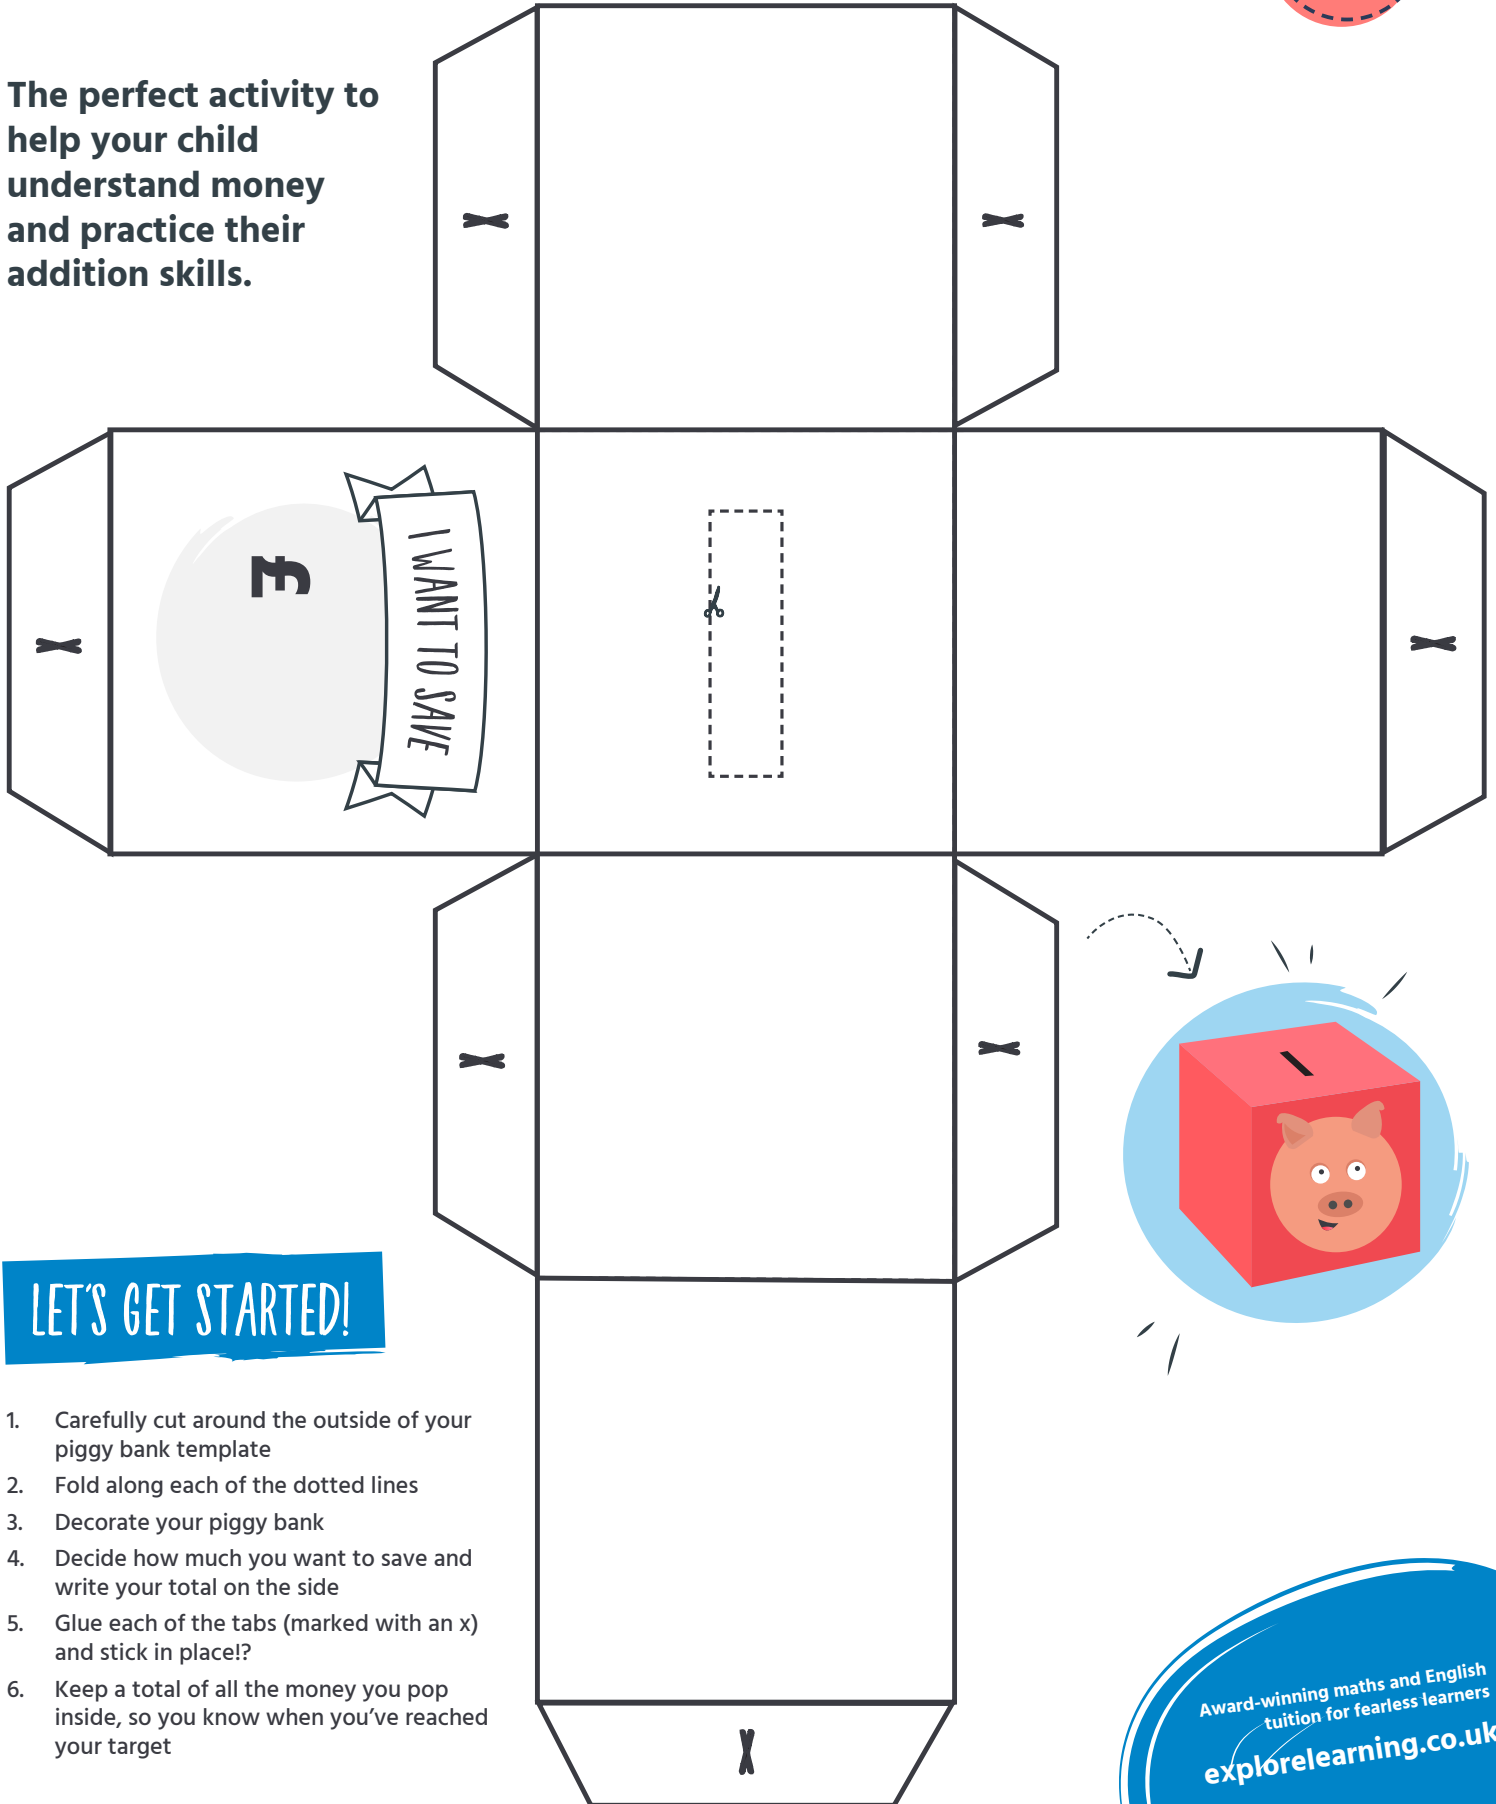 The perfect activity to
help your child
understand money
and practice their
addition skills.
£
I WANT TO SAVE
LET'S GET STARTED!
1. Carefully cut around the outside of your
piggy bank template
2. Fold along each of the dotted lines
3. Decorate your piggy bank
4. Decide how much you want to save and
write your total on the side
5. Glue each of the tabs (marked with an x)
and stick in place!?
6. Keep a total of all the money you pop
inside, so you know when you've reached
your target
Award-winning maths and English
tuition for fearless learners
explorelearning.co.uk